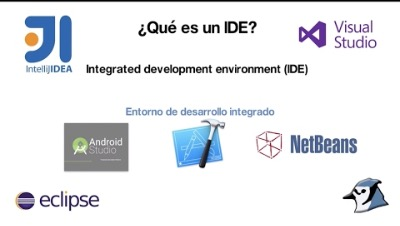 ¿Qué es un IDE?
Visual
Studio
IntelliJIDEA
Integrated development environment (IDE)
Entorno de desarrollo integrado
Android
Studio
NetBeans
eclipse